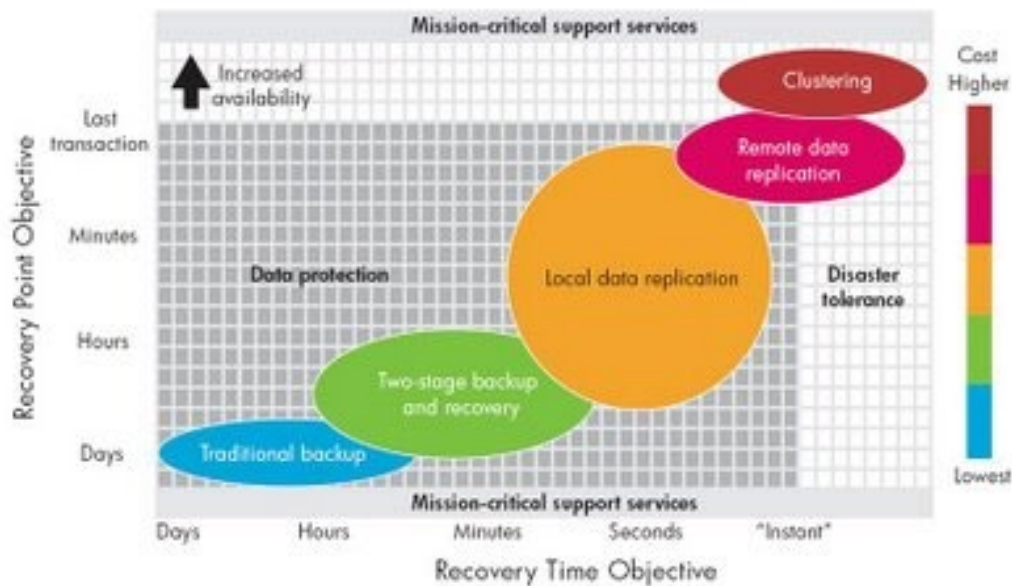 Mission-critical support services
Increased
availability
Cost
Higher
Clustering
Last
transaction
Remote data
replication
Minutes
Recovery Point Objective
Data protection
Local data replication
Disaster
tolerance
Hours
Two-stage backup
and recovery
Days
Traditional backup
Lowest
Mission-critical support services
Days
Hours
Minutes
Seconds
"Instant"
Recovery Time Objective